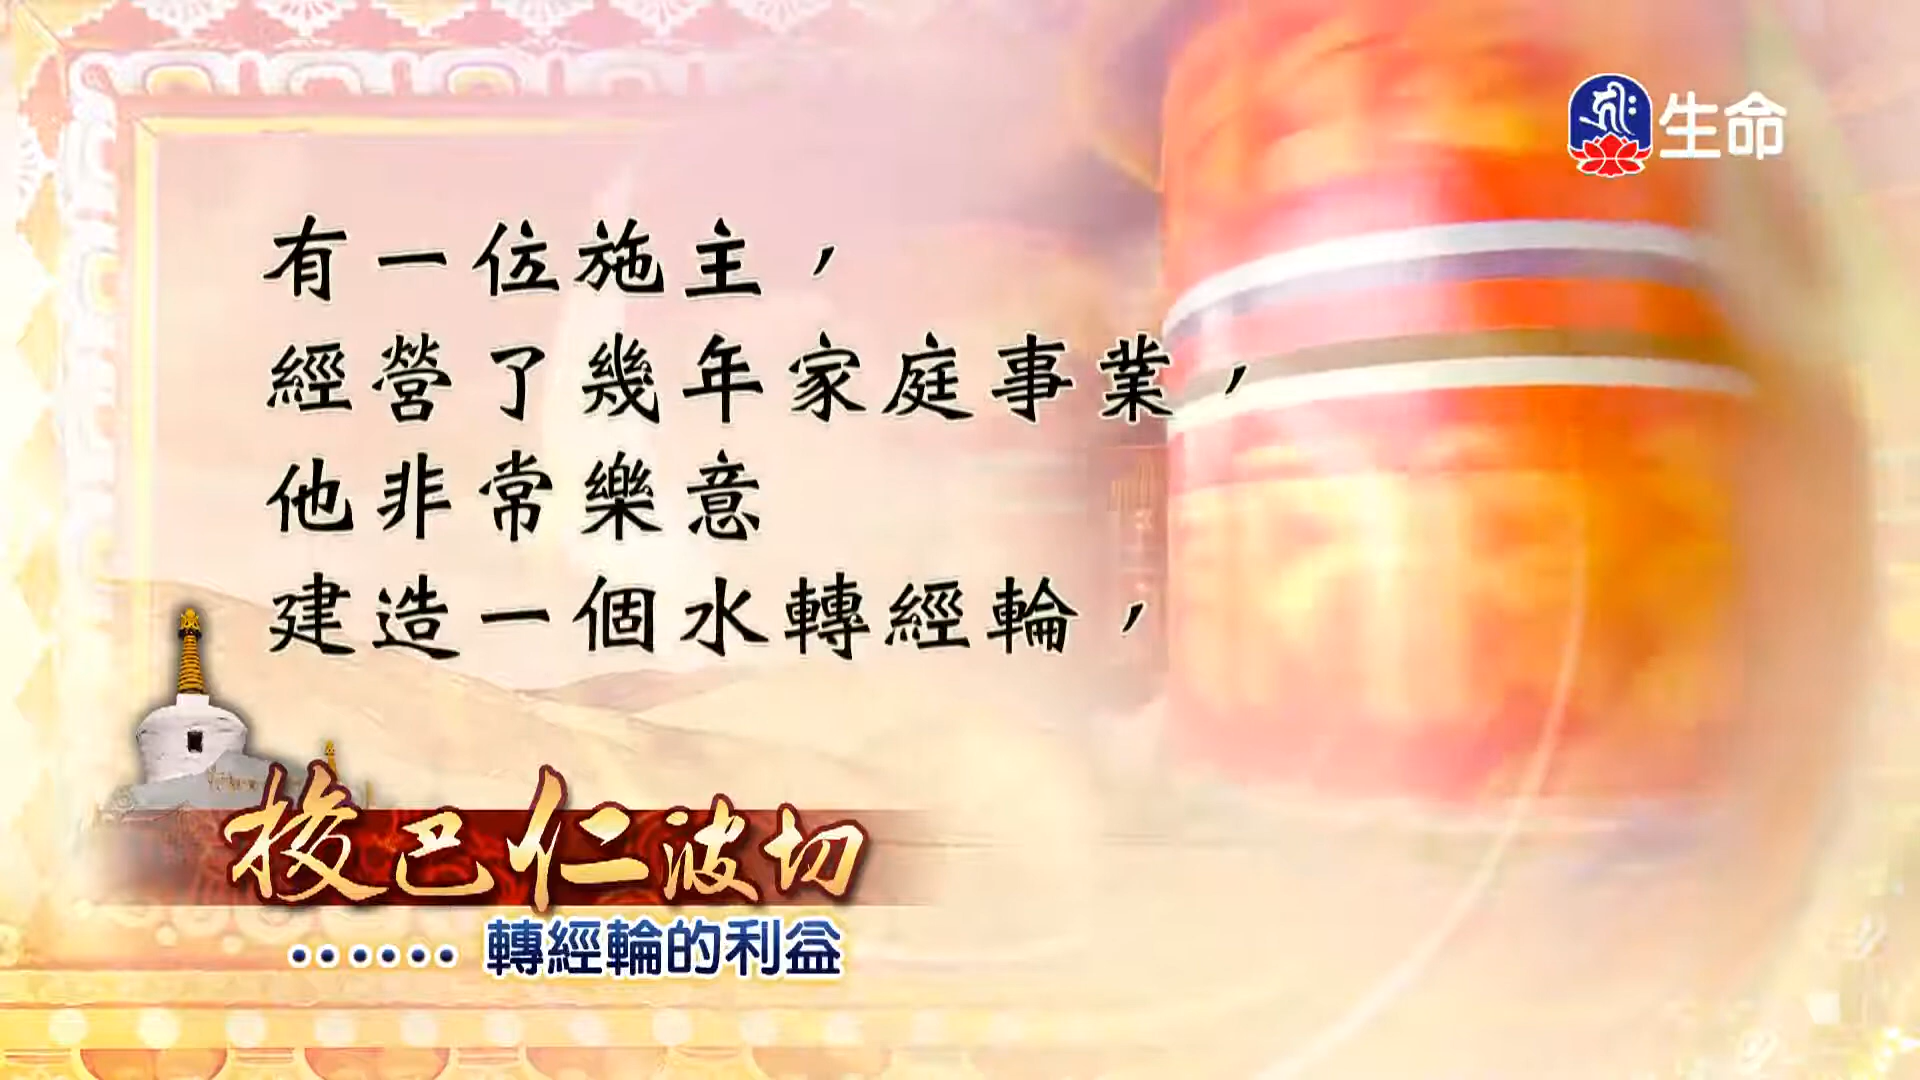 生命
有一位施主，
經營了幾年家庭事業，
他非常樂意
建造一個水轉經輪，
梭巴仁波切
⋯⋯轉經輪的利益